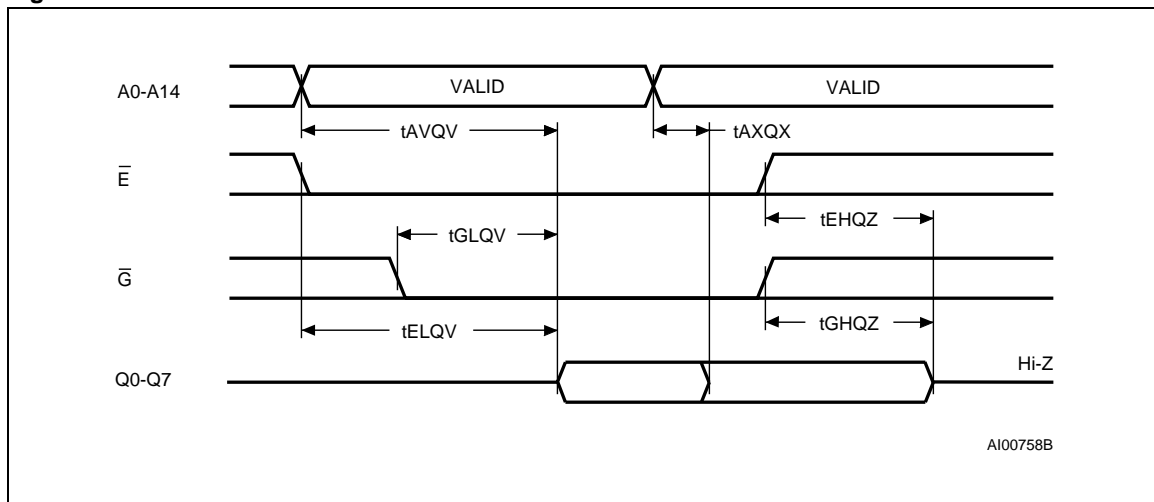 A0-A14
VALID
VALID
tAVQV
tAXQX
E̅
tEHQZ
tGLQV
G̅
tGHQZ
tELQV
Q0-Q7
Hi-Z
AI00758B